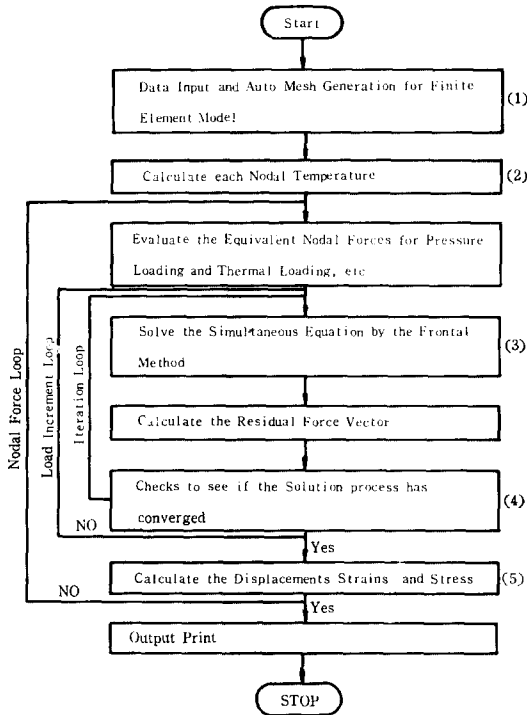 Start
Data Input and Auto Mesh Generation for Finite
Element Model
(1)
Calculate each Nodal Temperature
(2)
Evaluate the Equivalent Nodal Forces for Pressure
Loading and Thermal Loading, etc
Solve the Simultaneous Equation by the Frontal
Method
(3)
Calculate the Residual Force Vector
Checks to see if the Solution process has
converged
(4)
NO
Yes
Calculate the Displacements Strains and Stress
(5)
NO
Yes
Output Print
STOP
Nodal Force Loop
Load Increment Loop
Iteration Loop